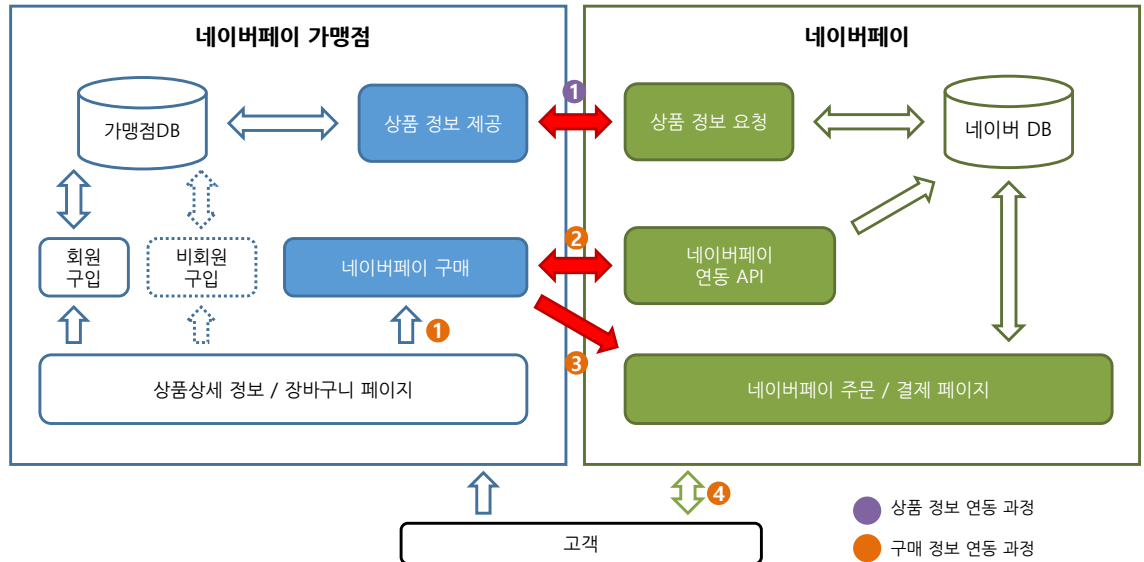 네이버페이 가맹점
네이버페이
가맹점DB
상품 정보 제공
1
상품 정보 요청
네이버 DB
회원
구입
비회원
구입
네이버페이 구매
2
네이버페이
연동 API
1
3
상품상세 정보 / 장바구니 페이지
네이버페이 주문 / 결제 페이지
4
고객
상품 정보 연동 과정
구매 정보 연동 과정